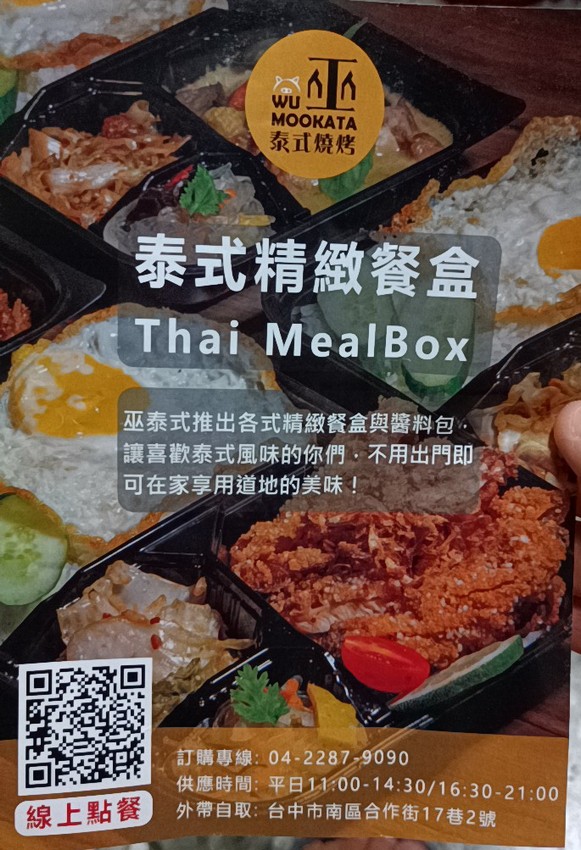 巫
WU
MOOKATA
泰式燒烤
泰式精緻餐盒
Thai MealBox
巫泰式推出各式精緻餐盒與醬料包，
讓喜歡泰式風味的你們，不用出門即
可在家享用道地的美味！
訂購專線: 04-2287-9090
供應時間: 平日11:00-14:30/16:30-21:00
外帶自取: 台中市南區合作街17巷2號
線上點餐